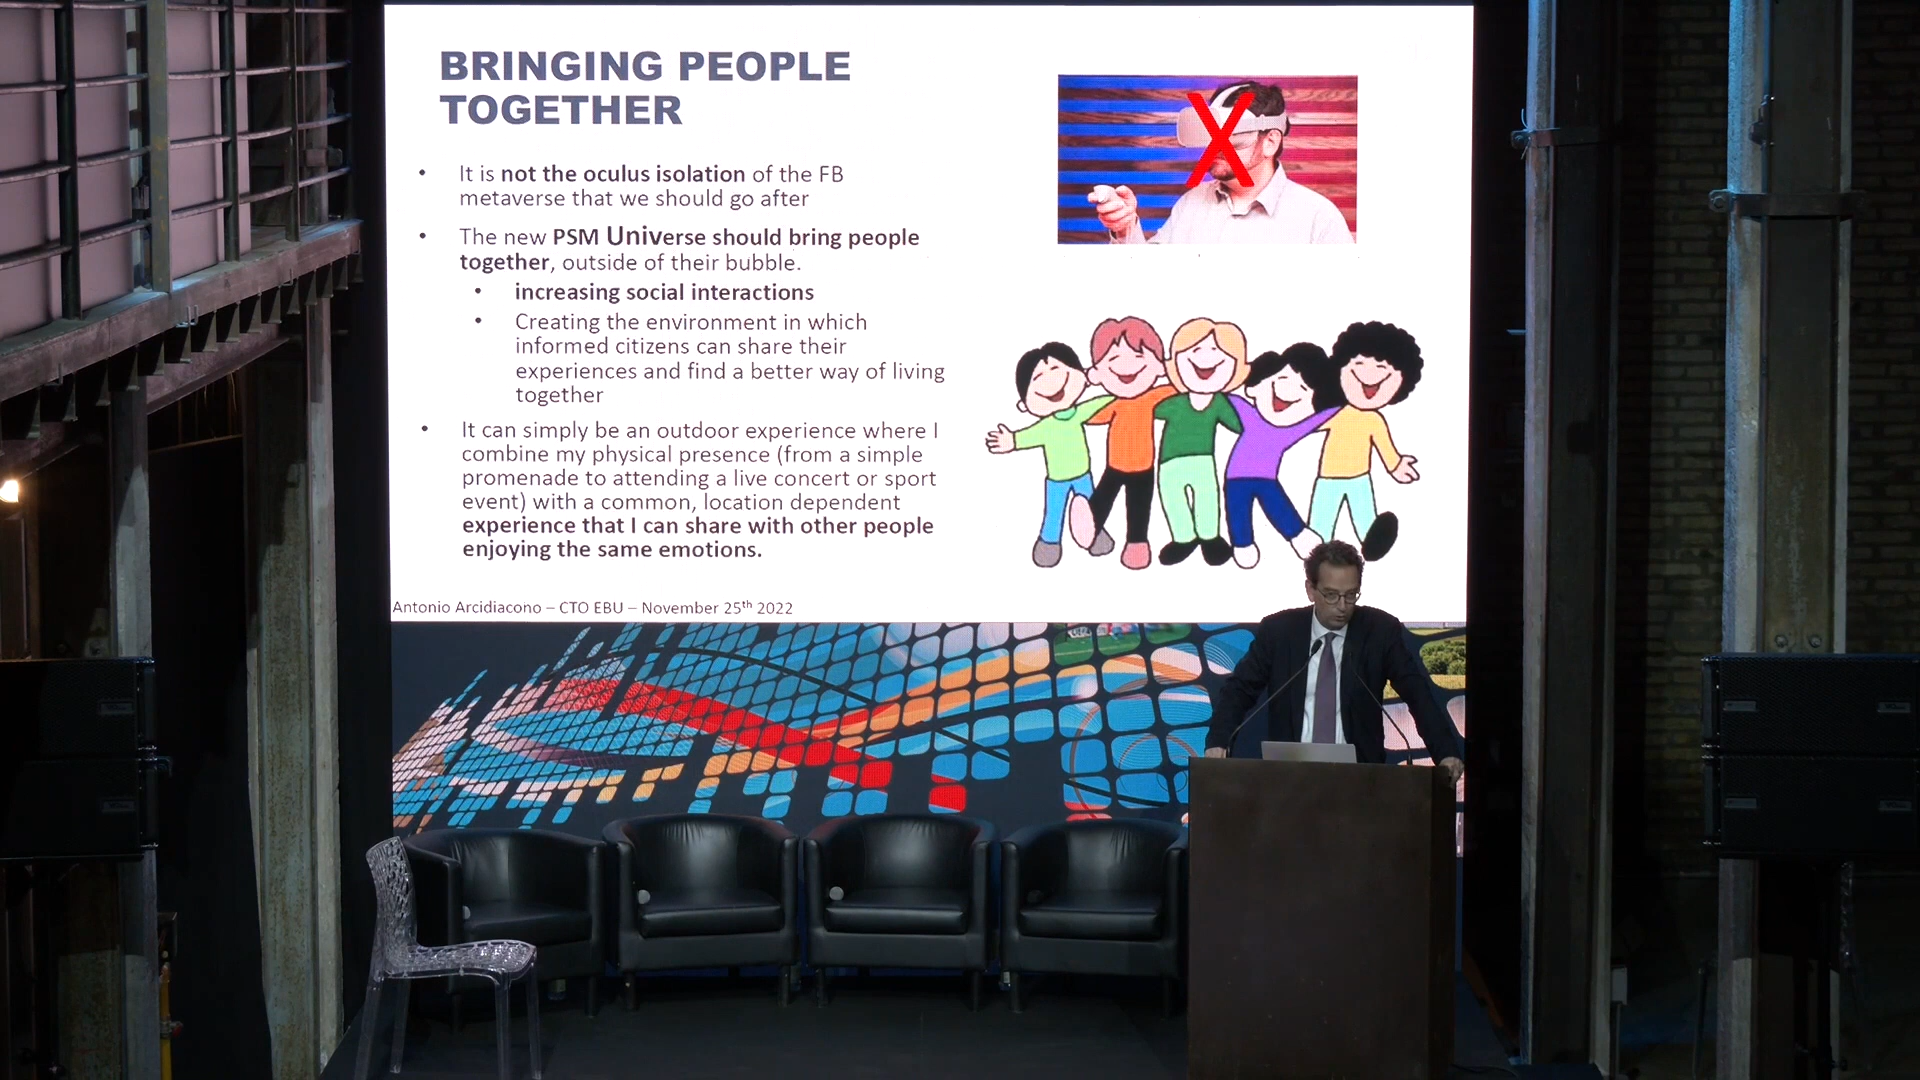 BRINGING PEOPLE
TOGETHER
• It is not the oculus isolation of the FB
metaverse that we should go after
• The new PSM Universe should bring people
together, outside of their bubble.
• increasing social interactions
• Creating the environment in which
informed citizens can share their
experiences and find a better way of living
together
• It can simply be an outdoor experience where I
combine my physical presence (from a simple
promenade to attending a live concert or sport
event) with a common, location dependent
experience that I can share with other people
enjoying the same emotions.
X
Antonio Arcidiacono – CTO EBU – November 25th 2022